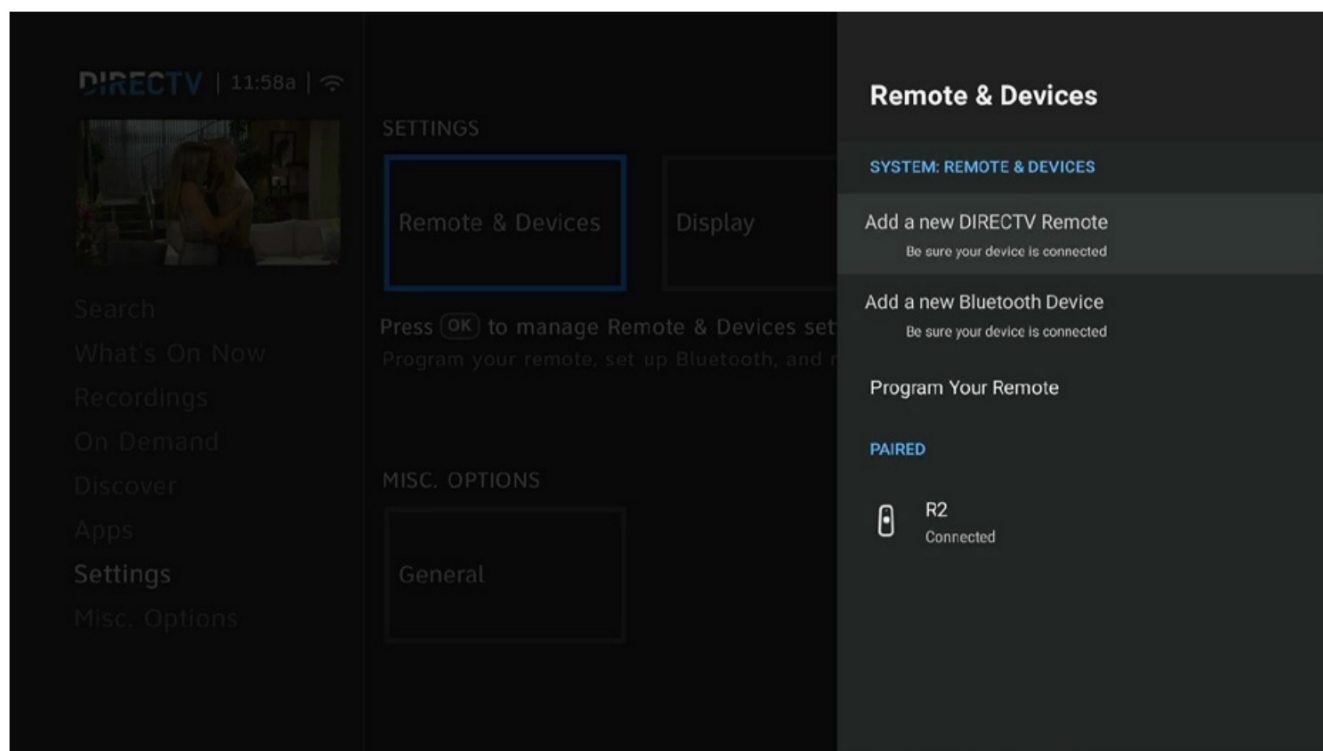 DIRECTV | 11:58a |
Search
What's On Now
Recordings
On Demand
Discover
Apps
Settings
Misc. Options
SETTINGS
Remote & Devices
Display
Press OK to manage Remote & Devices set
Program your remote, set up Bluetooth, and r
MISC. OPTIONS
General
Remote & Devices
SYSTEM: REMOTE & DEVICES
Add a new DIRECTV Remote
Be sure your device is connected
Add a new Bluetooth Device
Be sure your device is connected
Program Your Remote
PAIRED
R2
Connected